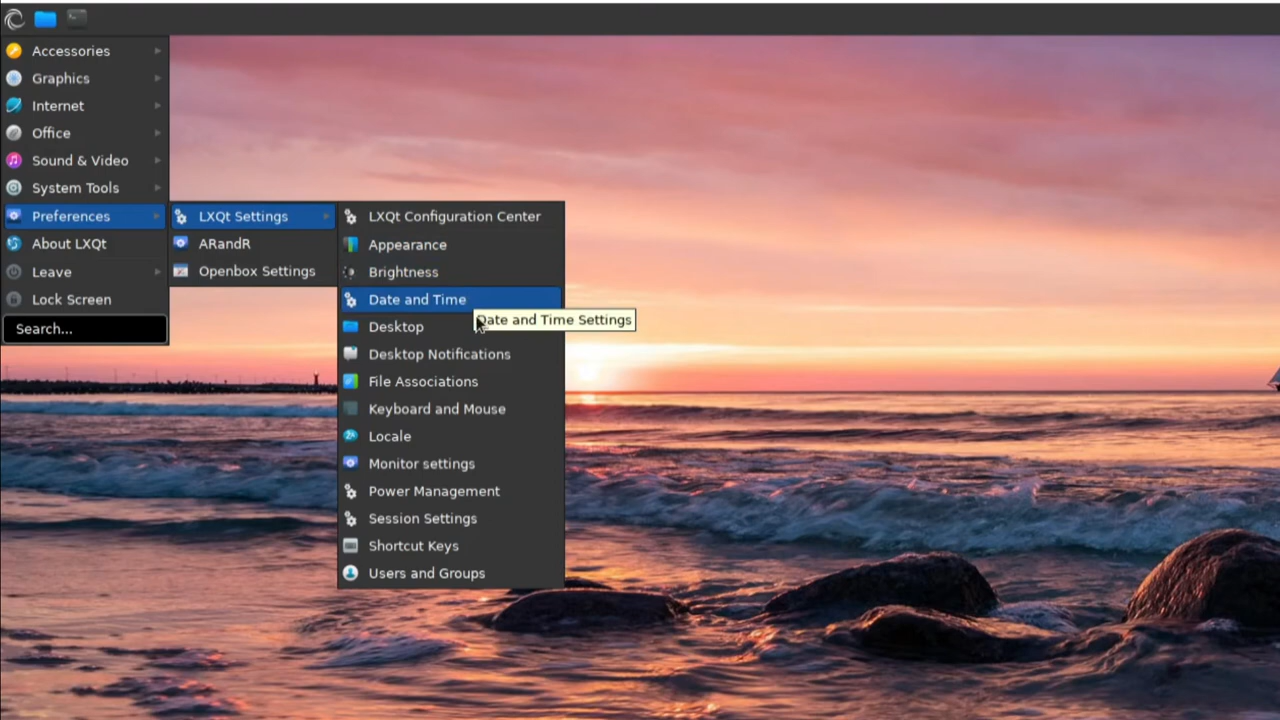 Accessories
Graphics
Internet
Office
Sound & Video
System Tools
Preferences
About LXQt
Leave
Lock Screen
Search...
LXQt Settings
ARandR
Openbox Settings
LXQt Configuration Center
Appearance
Brightness
Date and Time
Desktop
Desktop Notifications
File Associations
Keyboard and Mouse
Locale
Monitor settings
Power Management
Session Settings
Shortcut Keys
Users and Groups
Date and Time Settings